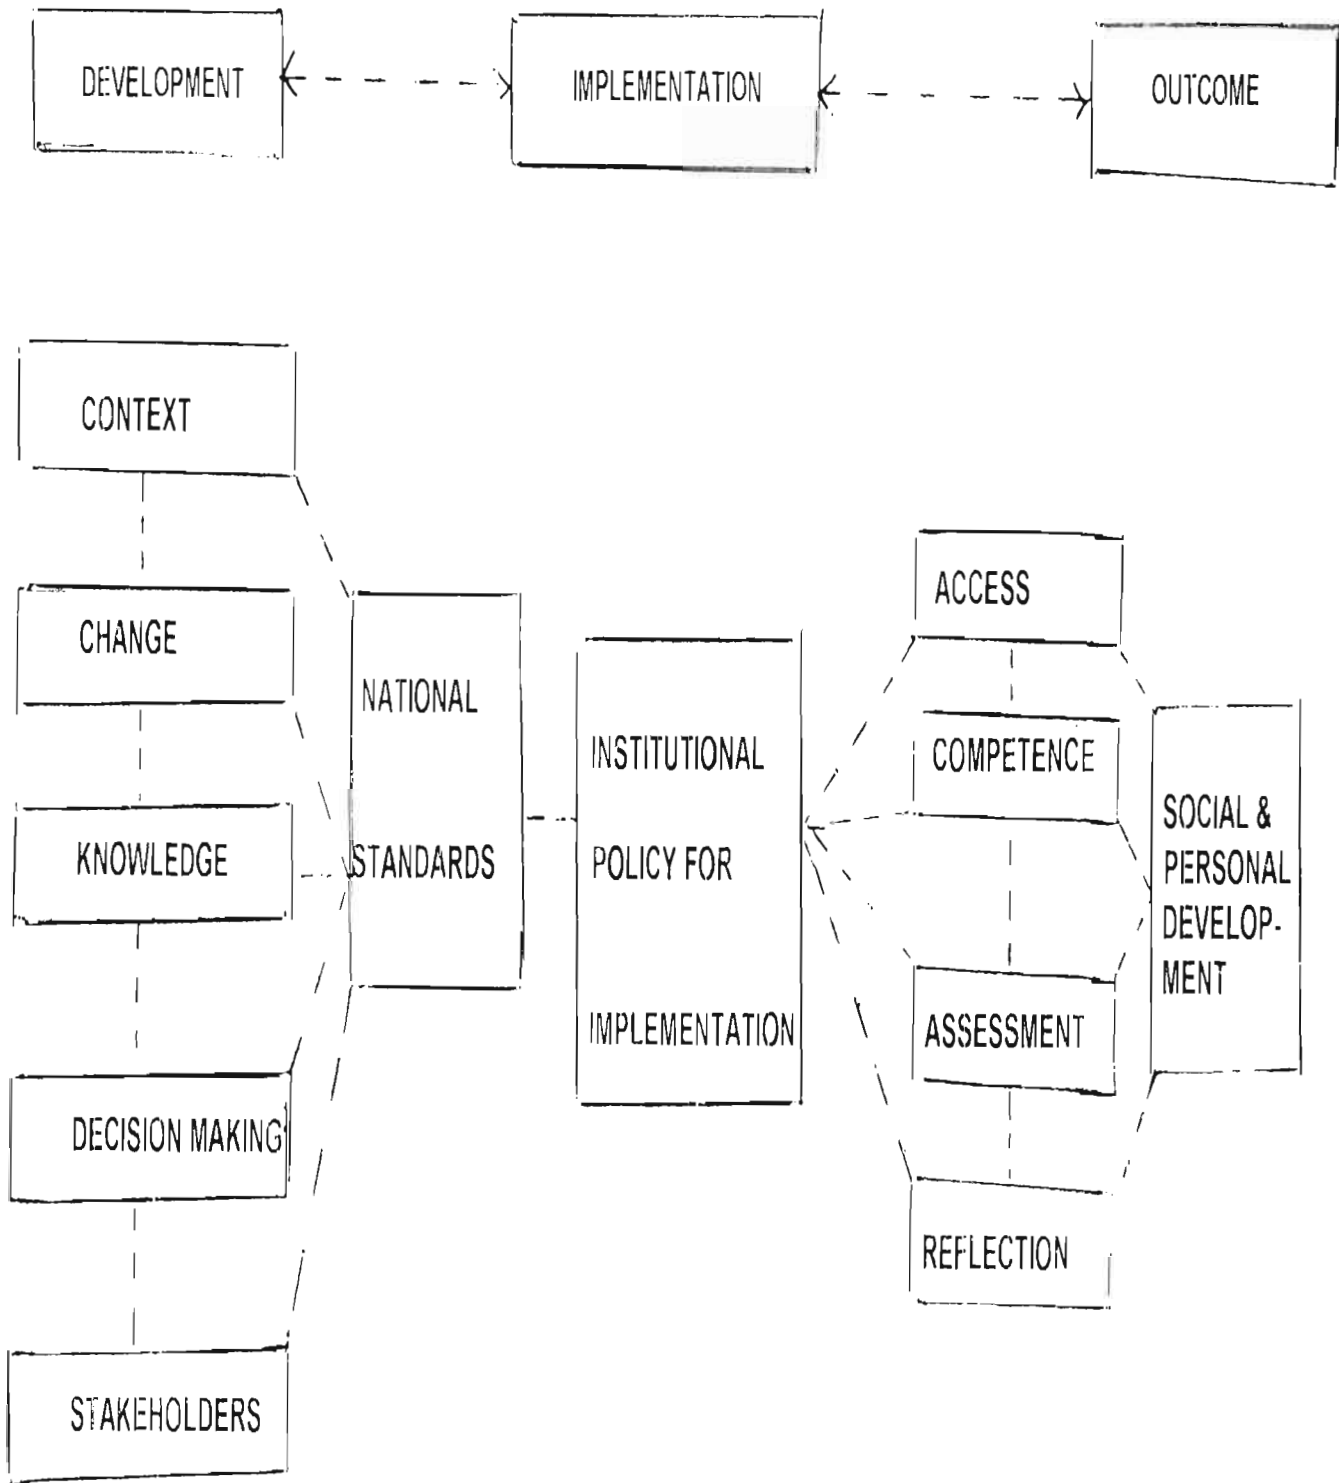 DEVELOPMENT
IMPLEMENTATION
OUTCOME
CONTEXT
CHANGE
KNOWLEDGE
DECISION MAKING
STAKEHOLDERS
NATIONAL
STANDARDS
INSTITUTIONAL
POLICY FOR
IMPLEMENTATION
ACCESS
COMPETENCE
ASSESSMENT
REFLECTION
SOCIAL &
PERSONAL
DEVELOP-
MENT